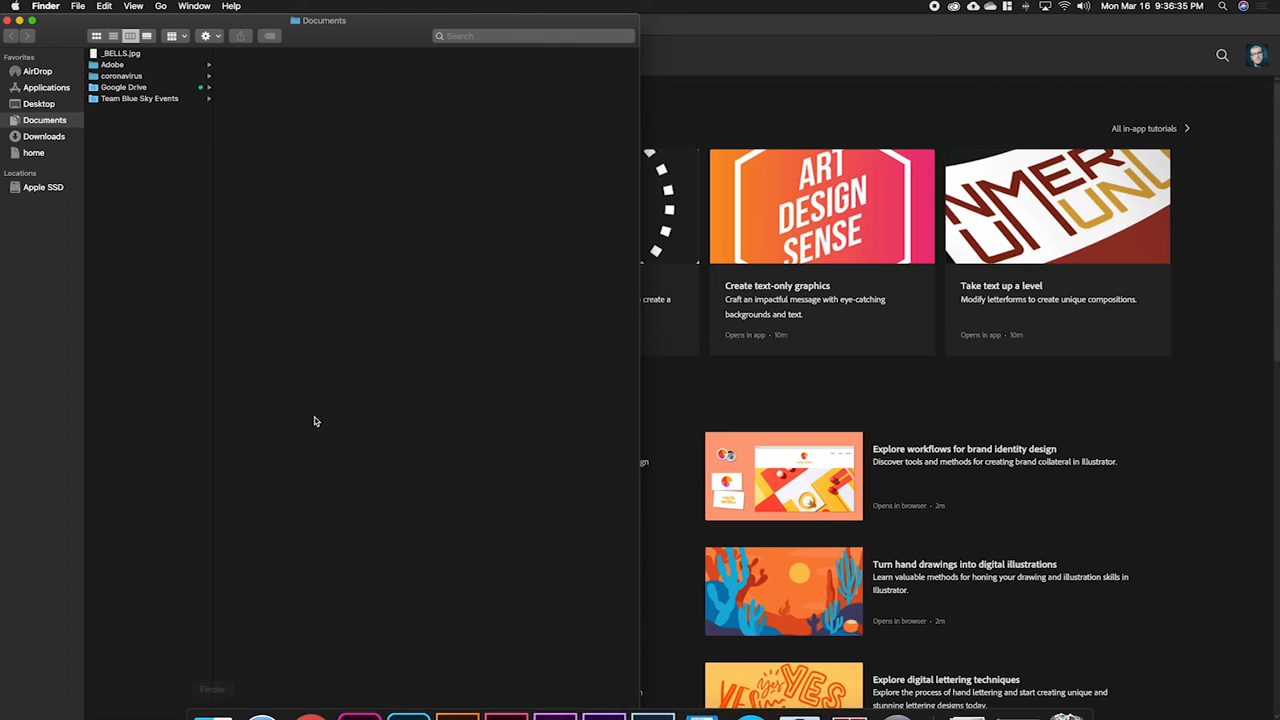 Finder File Edit View Go Window Help
Mon Mar 16 9:36:35 PM
Documents
Search
Favorites
AirDrop
Applications
Desktop
Documents
Downloads
home
Locations
Apple SSD
_BELLS.jpg
Adobe
coronavirus
Google Drive
Team Blue Sky Events
Finder
All in-app tutorials
create a
ART
DESIGN
SENSE
Create text-only graphics
Craft an impactful message with eye-catching
backgrounds and text.
Opens in app • 10m
Take text up a level
Modify letterforms to create unique compositions.
Opens in app • 10m
Explore workflows for brand identity design
Discover tools and methods for creating brand collateral in Illustrator.
Opens in browser • 2m
Turn hand drawings into digital illustrations
Learn valuable methods for honing your drawing and illustration skills in
Illustrator.
Opens in browser • 2m
YES Yes YES
Explore digital lettering techniques
Explore the process of hand lettering and start creating unique and
stunning lettering designs today.